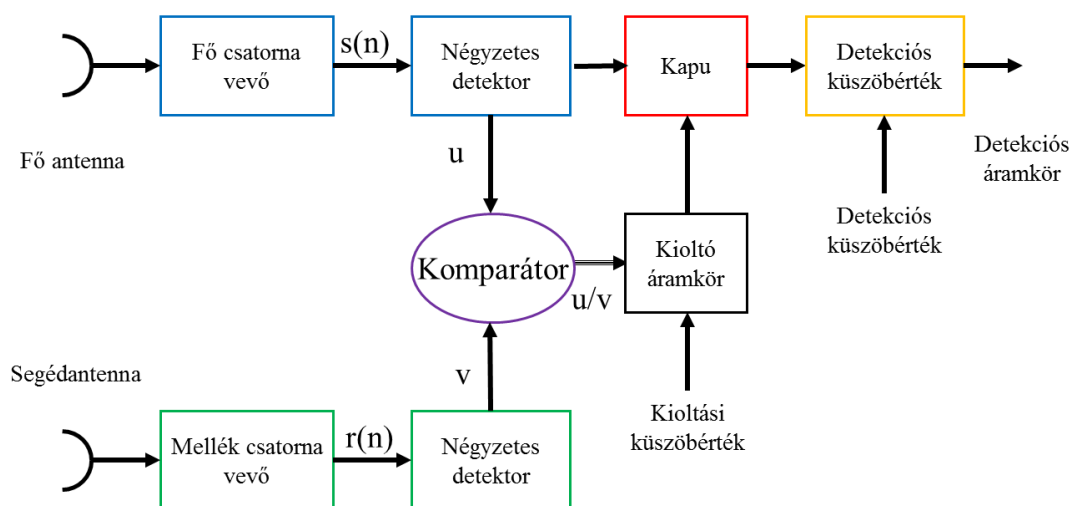 Fő csatorna
vevő
s(n)
Négyzetes
detektor
Kapu
Detekciós
küszöbérték
Fő antenna
u
Detekciós
áramkör
Detekciós
küszöbérték
Komparátor
u/v
Kioltó
áramkör
Segédantenna
v
Kioltási
küszöbérték
Mellék csatorna
vevő
r(n)
Négyzetes
detektor